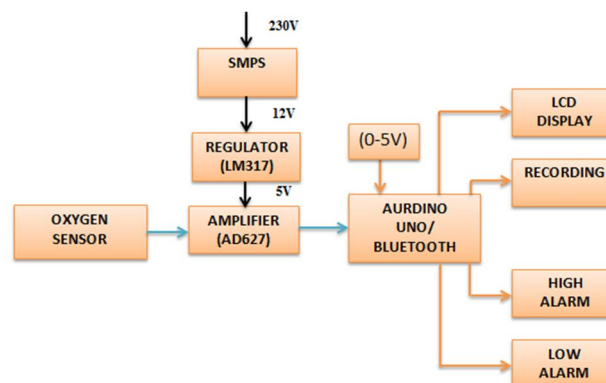 230V
SMPS
12V
REGULATOR
(LM317)
5V
OXYGEN
SENSOR
AMPLIFIER
(AD627)
(0-5V)
AURDINO
UNO/
BLUETOOTH
LCD
DISPLAY
RECORDING
HIGH
ALARM
LOW
ALARM